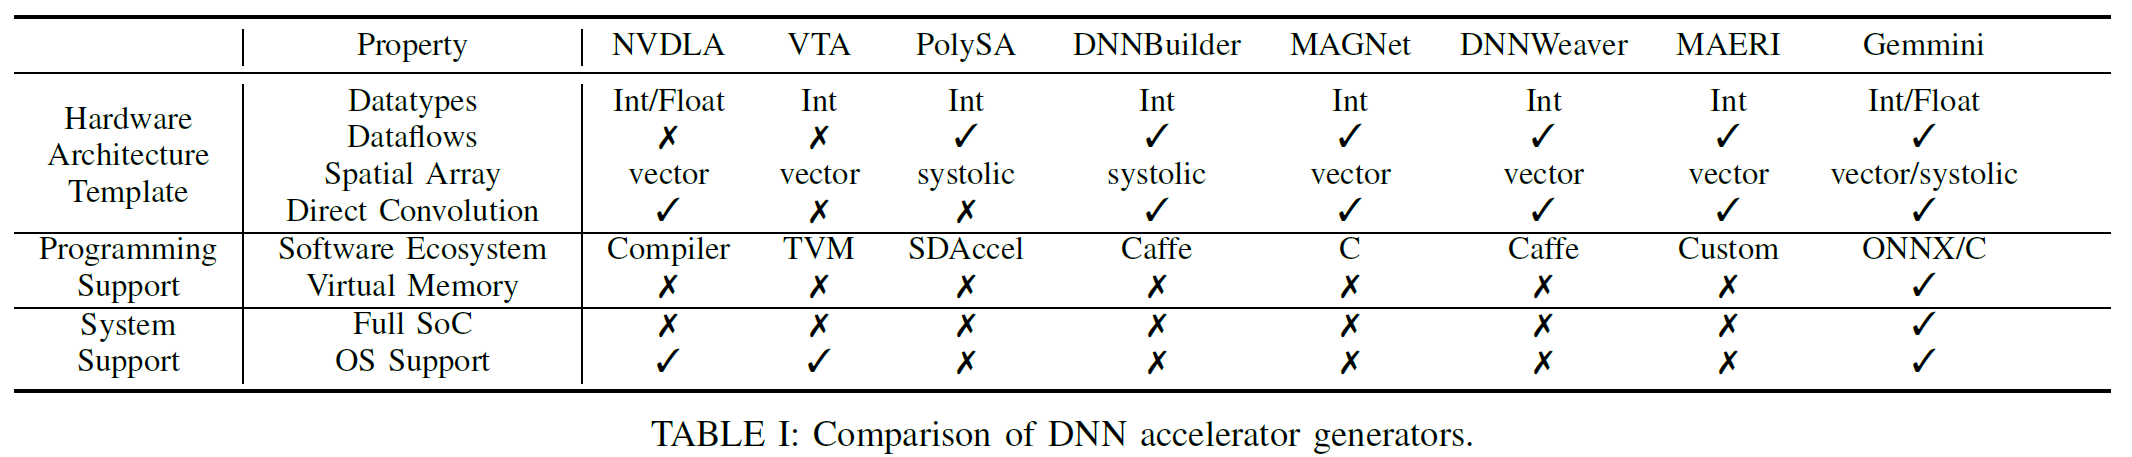 Property NVDLA VTA PolySA DNNBuilder MAGNet DNNWeaver MAERI Gemmini
Hardware Architecture Template
Datatypes Int/Float Int Int Int Int Int Int Int/Float
Dataflows ✗ ✗ ✓ ✓ ✓ ✓ ✓ ✓
Spatial Array vector vector systolic systolic vector vector vector vector/systolic
Direct Convolution ✓ ✗ ✗ ✓ ✓ ✓ ✓ ✓
Programming Support
Software Ecosystem Compiler TVM SDAccel Caffe C Caffe Custom ONNX/C
Virtual Memory ✗ ✗ ✗ ✗ ✗ ✗ ✗ ✓
System Support
Full SoC ✗ ✗ ✗ ✗ ✗ ✗ ✗ ✓
OS Support ✓ ✓ ✗ ✗ ✗ ✗ ✗ ✓
TABLE I: Comparison of DNN accelerator generators.